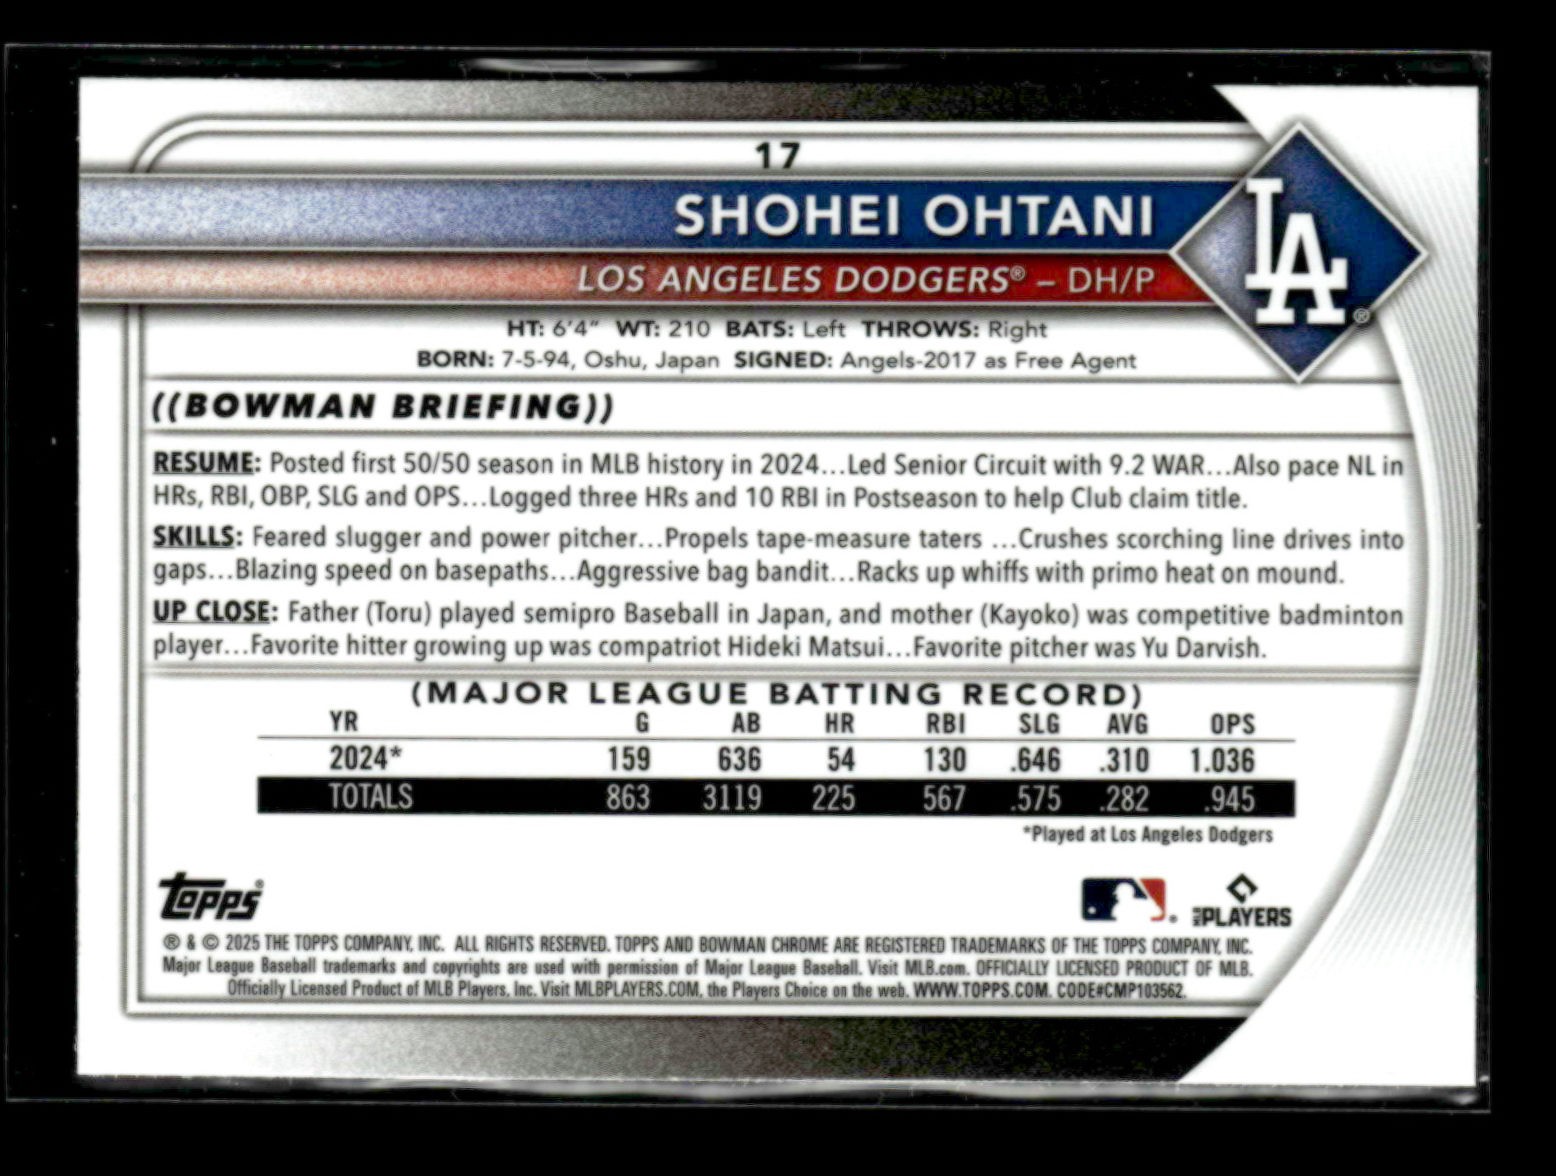 17
SHOHEI OHTANI
LOS ANGELES DODGERS® – DH/P
LA®
HT: 6'4" WT: 210 BATS: Left THROWS: Right
BORN: 7-5-94, Oshu, Japan SIGNED: Angels-2017 as Free Agent
((BOWMAN BRIEFING))
RESUME: Posted first 50/50 season in MLB history in 2024...Led Senior Circuit with 9.2 WAR...Also pace NL in
HRs, RBI, OBP, SLG and OPS...Logged three HRs and 10 RBI in Postseason to help Club claim title.
SKILLS: Feared slugger and power pitcher...Propels tape-measure taters ...Crushes scorching line drives into
gaps...Blazing speed on basepaths...Aggressive bag bandit...Racks up whiffs with primo heat on mound.
UP CLOSE: Father (Toru) played semipro Baseball in Japan, and mother (Kayoko) was competitive badminton
player...Favorite hitter growing up was compatriot Hideki Matsui...Favorite pitcher was Yu Darvish.
(MAJOR LEAGUE BATTING RECORD)
YR G AB HR RBI SLG AVG OPS
2024* 159 636 54 130 .646 .310 1.036
TOTALS 863 3119 225 567 .575 .282 .945
*Played at Los Angeles Dodgers
Topps®
®
MLB PLAYERS
® & © 2025 THE TOPPS COMPANY, INC. ALL RIGHTS RESERVED. TOPPS AND BOWMAN CHROME ARE REGISTERED TRADEMARKS OF THE TOPPS COMPANY, INC.
Major League Baseball trademarks and copyrights are used with permission of Major League Baseball. Visit MLB.com. OFFICIALLY LICENSED PRODUCT OF MLB.
Officially Licensed Product of MLB Players, Inc. Visit MLBPLAYERS.COM, the Players Choice on the web. WWW.TOPPS.COM. CODE#CMP103562.